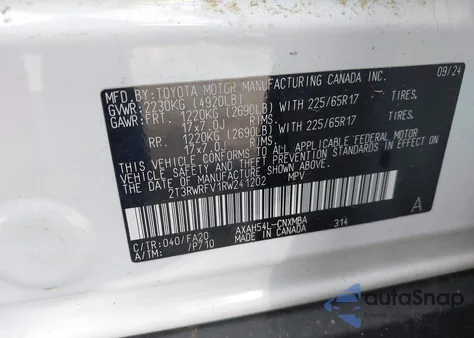 MFD. BY: TOYOTA MOTOR MANUFACTURING CANADA INC. 09/24
GVWR: 2230KG (4920LB)
GAWR: FRT. 1220KG (2690LB) WITH 225/65R17 TIRES.
17x7.0J RIMS.
RR. 1220KG (2690LB) WITH 225/65R17 TIRES.
17x7.0J RIMS.
THIS VEHICLE CONFORMS TO ALL APPLICABLE FEDERAL MOTOR
VEHICLE SAFETY AND THEFT PREVENTION STANDARDS IN
EFFECT ON THE DATE OF MANUFACTURE SHOWN ABOVE.
2T3RWRFV1RW241202 MPV
C/TR: 040/FA20 AXAH54L-CNXMBA A
A/TM: /P710 MADE IN CANADA 314
autoSnap